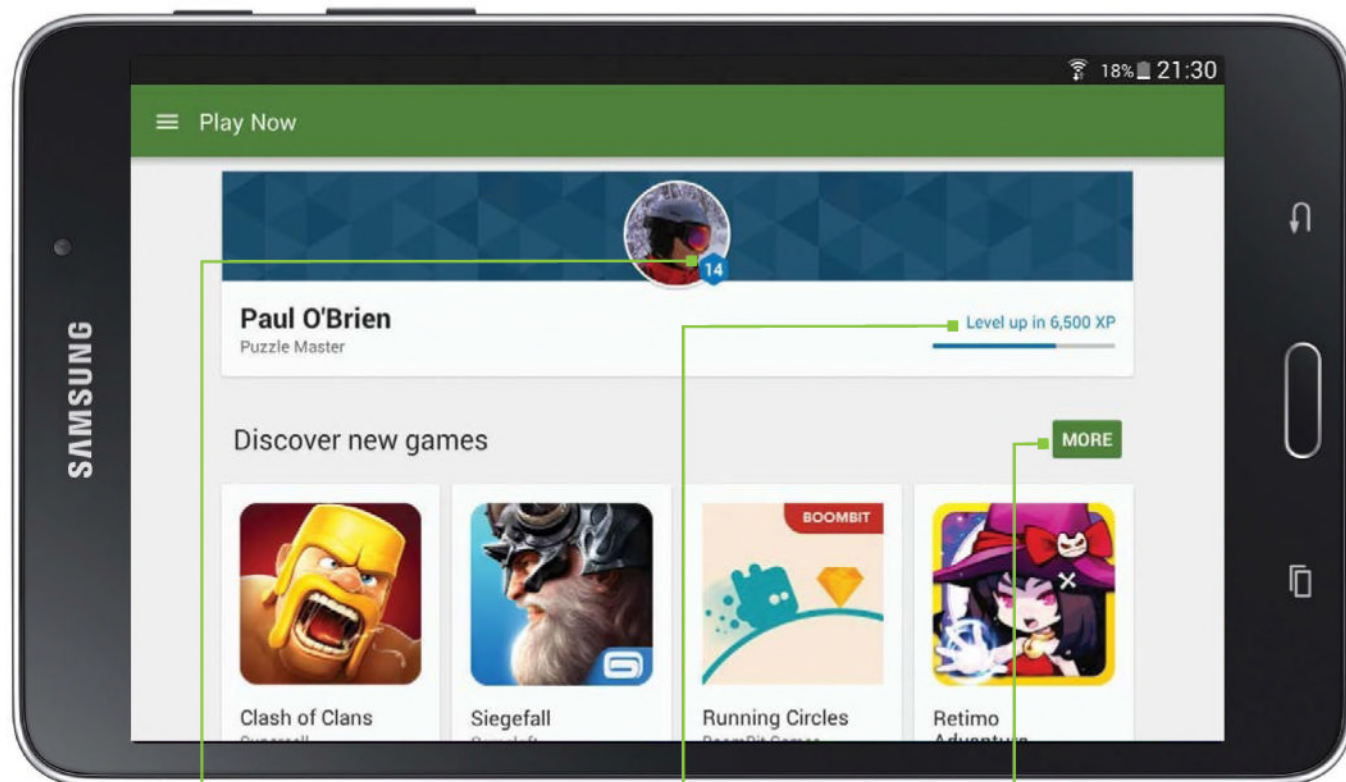 18% 21:30
Play Now
14
Paul O'Brien
Puzzle Master
Level up in 6,500 XP
Discover new games
MORE
BOOMBIT
Clash of Clans
Siegefall
Running Circles
Retimo
Adventure
SAMSUNG